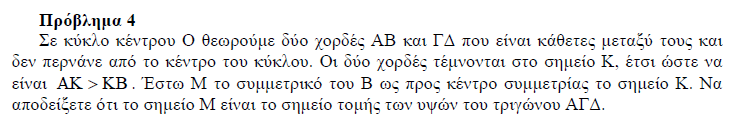 Πρόβλημα 4
Σε κύκλο κέντρου Ο θεωρούμε δύο χορδές ΑΒ και ΓΔ που είναι κάθετες μεταξύ τους και
δεν περνάνε από το κέντρο του κύκλου. Οι δύο χορδές τέμνονται στο σημείο Κ, έτσι ώστε να
είναι ΑΚ > ΚΒ. Έστω Μ το συμμετρικό του Β ως προς κέντρο συμμετρίας το σημείο Κ. Να
αποδείξετε ότι το σημείο Μ είναι το σημείο τομής των υψών του τριγώνου ΑΓΔ.